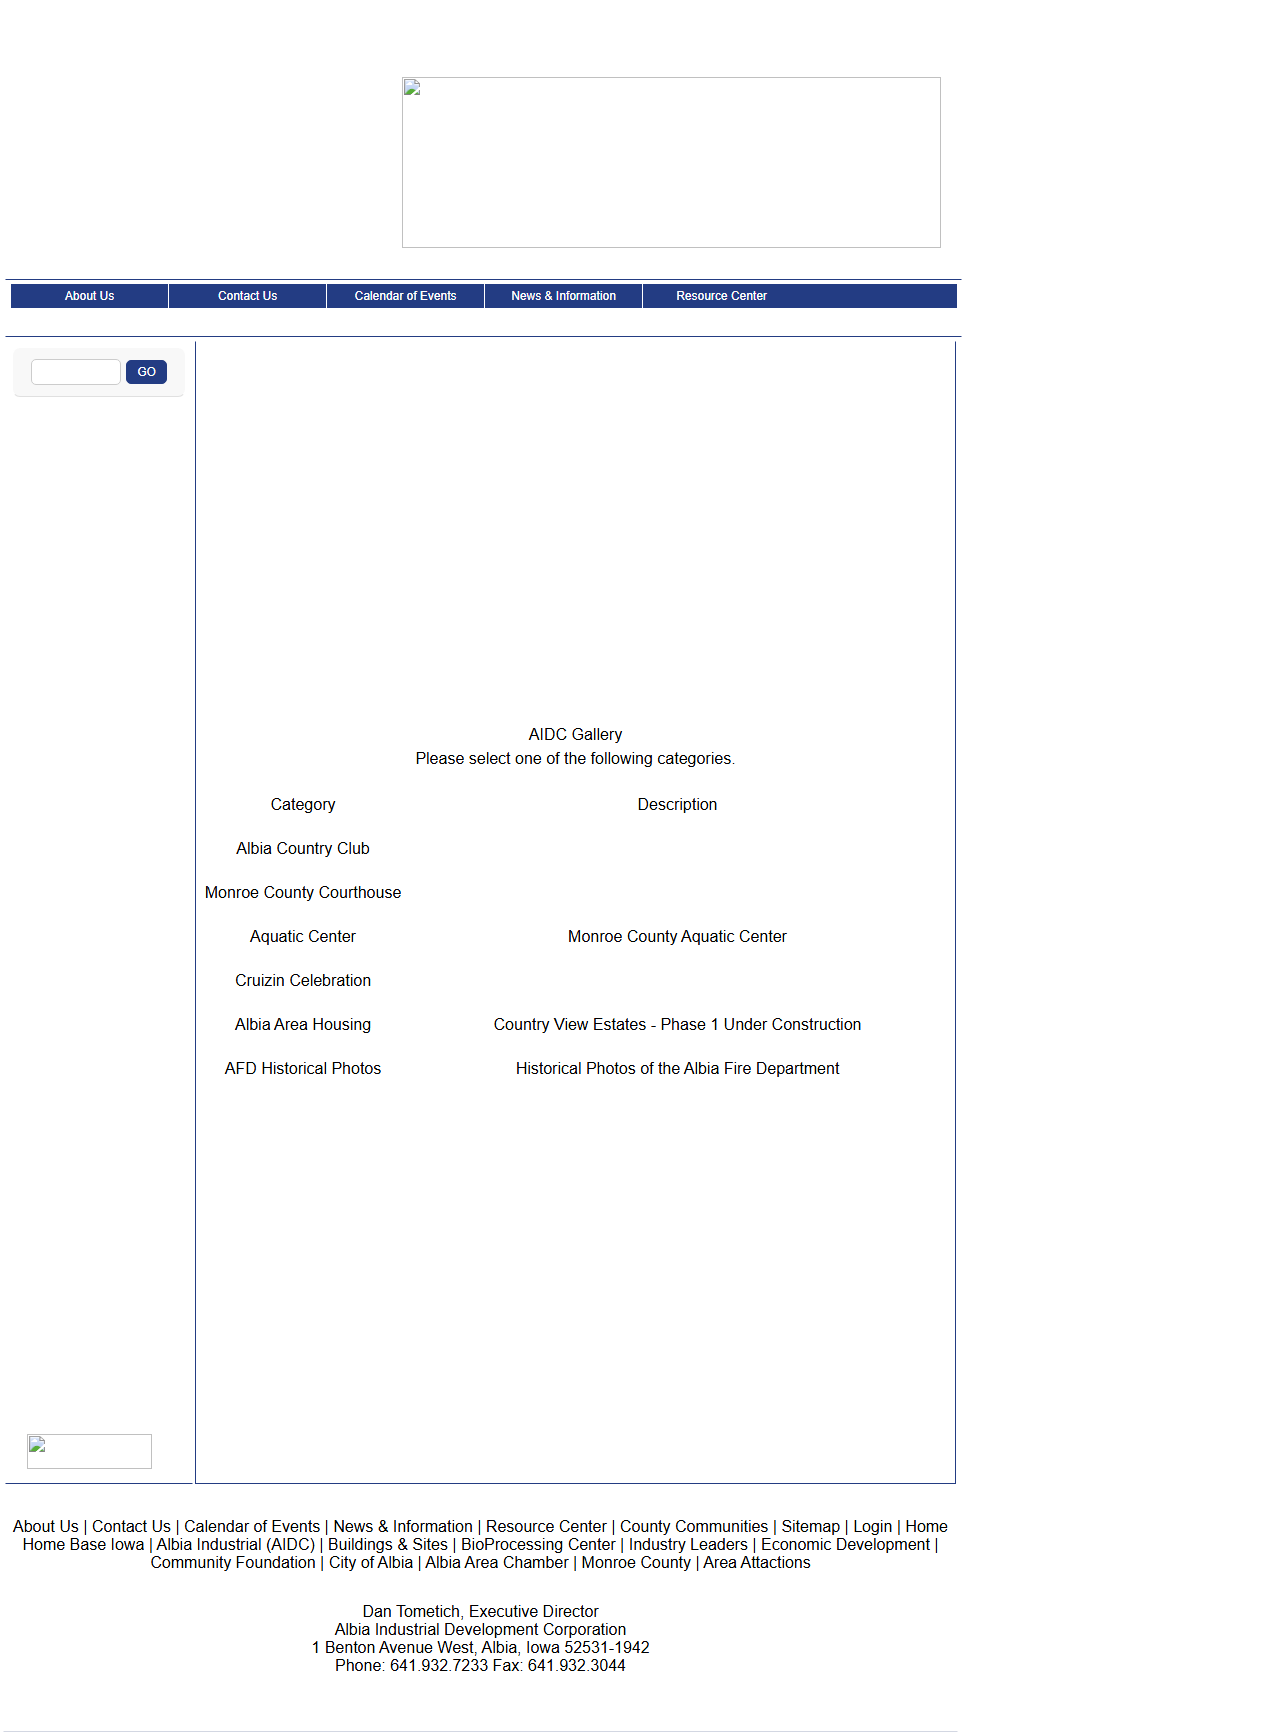 About Us Contact Us Calendar of Events News & Information Resource Center
GO
AIDC Gallery
Please select one of the following categories.
Category Description
Albia Country Club
Monroe County Courthouse
Aquatic Center Monroe County Aquatic Center
Cruizin Celebration
Albia Area Housing Country View Estates - Phase 1 Under Construction
AFD Historical Photos Historical Photos of the Albia Fire Department
About Us | Contact Us | Calendar of Events | News & Information | Resource Center | County Communities | Sitemap | Login | Home
Home Base Iowa | Albia Industrial (AIDC) | Buildings & Sites | BioProcessing Center | Industry Leaders | Economic Development |
Community Foundation | City of Albia | Albia Area Chamber | Monroe County | Area Attactions
Dan Tometich, Executive Director
Albia Industrial Development Corporation
1 Benton Avenue West, Albia, Iowa 52531-1942
Phone: 641.932.7233 Fax: 641.932.3044